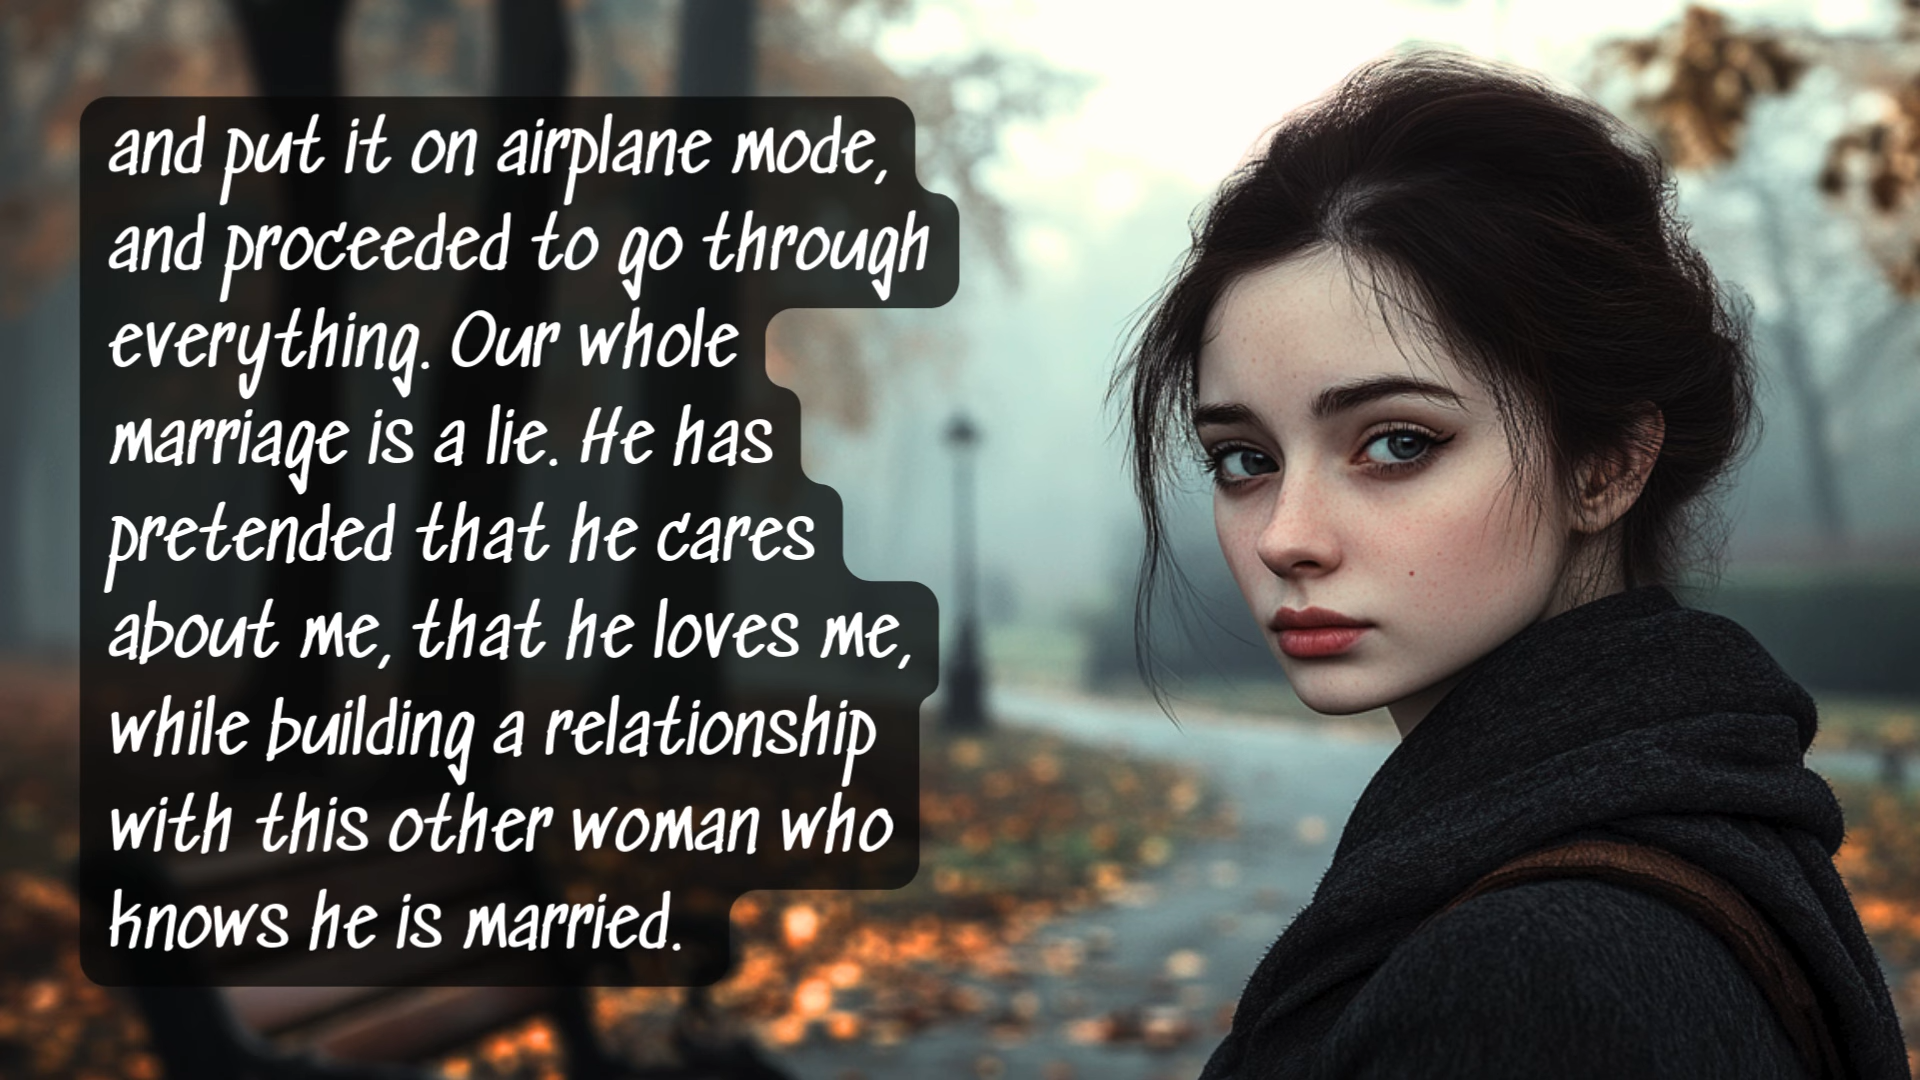 and put it on airplane mode,
and proceeded to go through
everything. Our whole
marriage is a lie. He has
pretended that he cares
about me, that he loves me,
while building a relationship
with this other woman who
knows he is married.